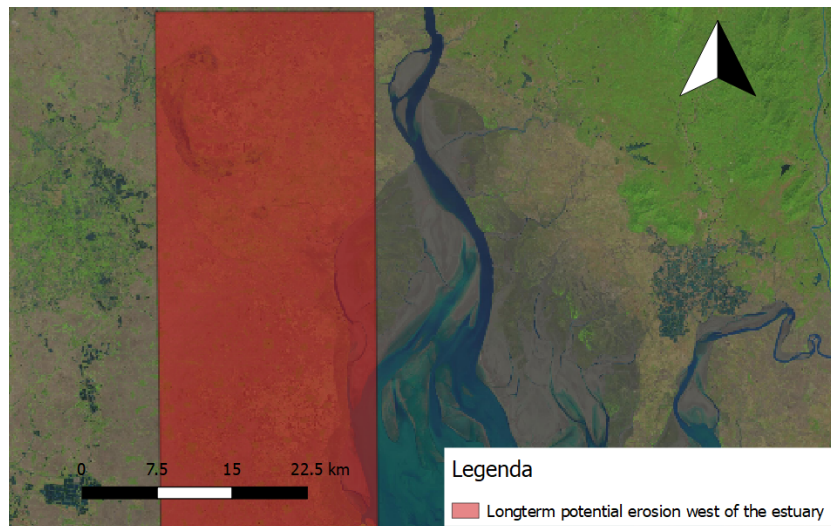 0 7.5 15 22.5 km
Legenda
Longterm potential erosion west of the estuary